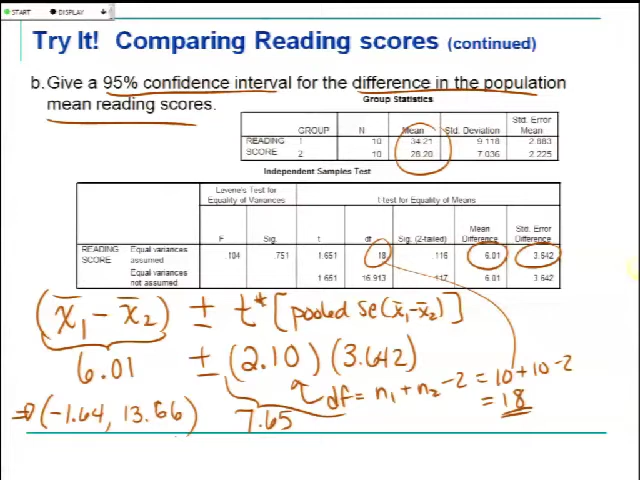 START DISPLAY
Try It! Comparing Reading scores (continued)
b. Give a 95% confidence interval for the difference in the population
mean reading scores.
Group Statistics
GROUP N Mean Std. Deviation Std. Error Mean
READING SCORE 1 10 34.21 9.118 2.883
2 10 28.20 7.036 2.225
Independent Samples Test
Levene's Test for Equality of Variances t-test for Equality of Means
F Sig. t df Sig. (2-tailed) Mean Difference Std. Error Difference
READING SCORE Equal variances assumed .104 .751 1.651 18 .116 6.01 3.642
Equal variances not assumed 1.651 16.913 .117 6.01 3.642
(x̄₁ - x̄₂) ± t* [pooled se(x̄₁-x̄₂)]
6.01 ± (2.10) (3.642)
df = n₁ + n₂ - 2 = 10 + 10 - 2
= 18
7.65
⇒ (-1.64, 13.66)